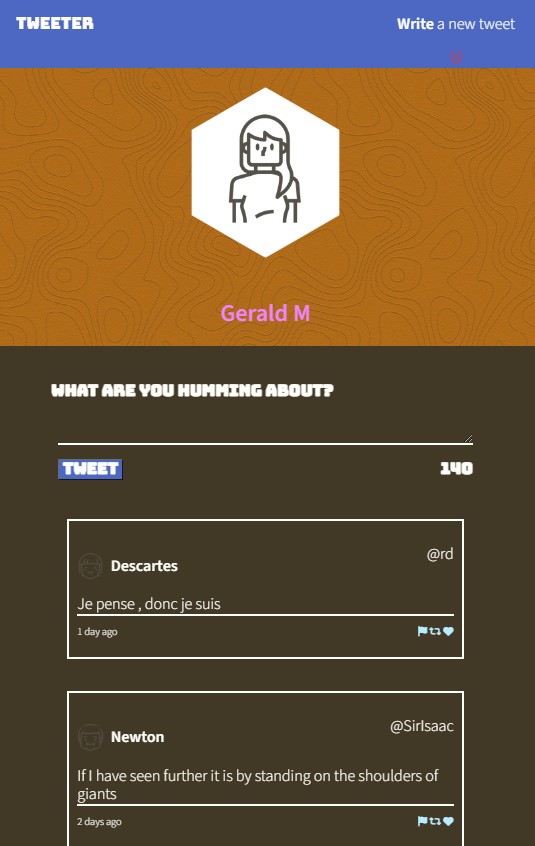 TWEETER
Write a new tweet
Gerald M
WHAT ARE YOU HUMMING ABOUT?
TWEET
140
@rd
Descartes
Je pense , donc je suis
1 day ago
@SirIsaac
Newton
If I have seen further it is by standing on the shoulders of
giants
2 days ago